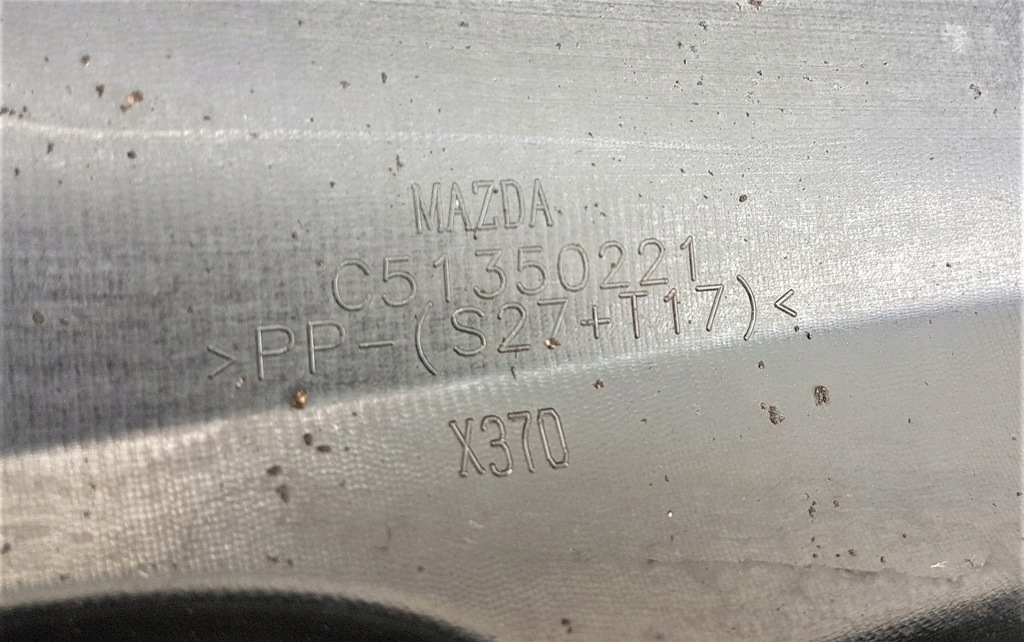 MAZDA
C51350221
>PP-(S27+T17)<
X370